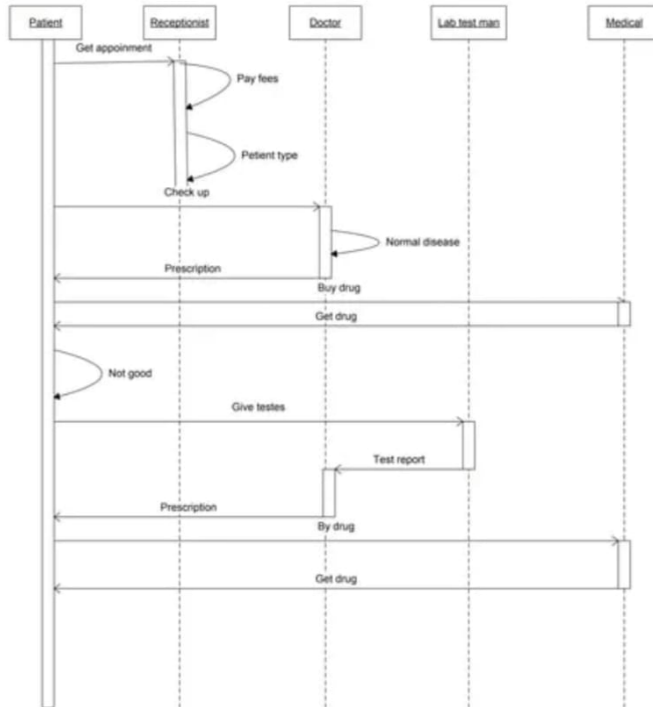 Patient
Receptionist
Doctor
Lab test man
Medical
Get appoinment
Pay fees
Petient type
Check up
Normal disease
Prescription
Buy drug
Get drug
Not good
Give testes
Test report
Prescription
By drug
Get drug